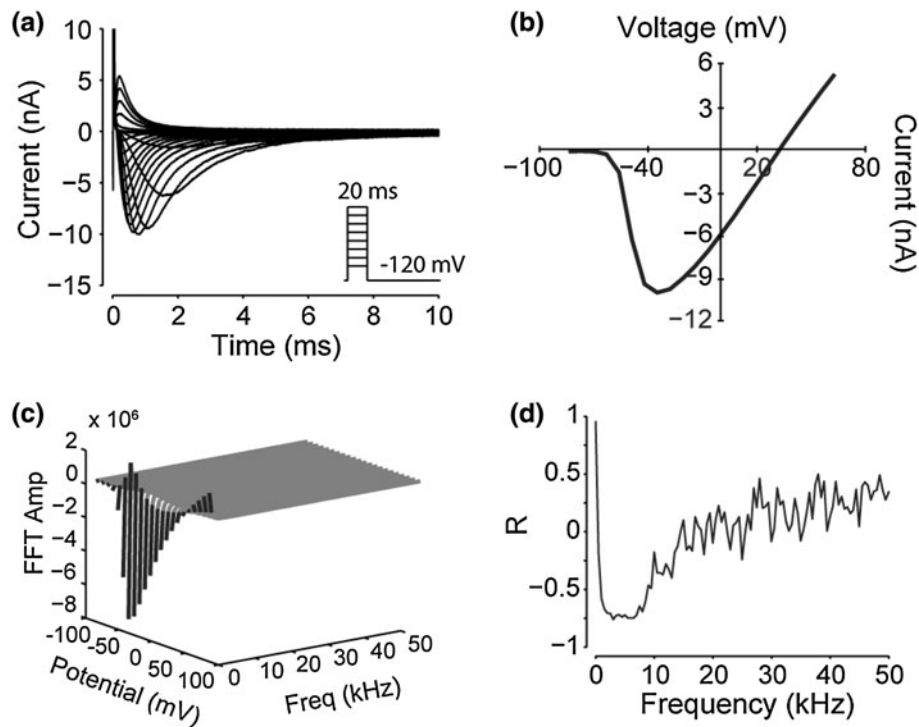 (a)
10
5
0
−5
−10
−15
Current (nA)
20 ms
-120 mV
0 2 4 6 8 10
Time (ms)
(b)
Voltage (mV)
6
3
−100 −40 20 80
−3
−6
−9
−12
Current (nA)
(c)
x 10⁶
2
0
−2
−4
−6
−8
FFT Amp
-100 -50 0 50 100
Potential (mV)
0 10 20 30 40 50
Freq (kHz)
(d)
1
0.5
0
−0.5
−1
R
0 10 20 30 40 50
Frequency (kHz)